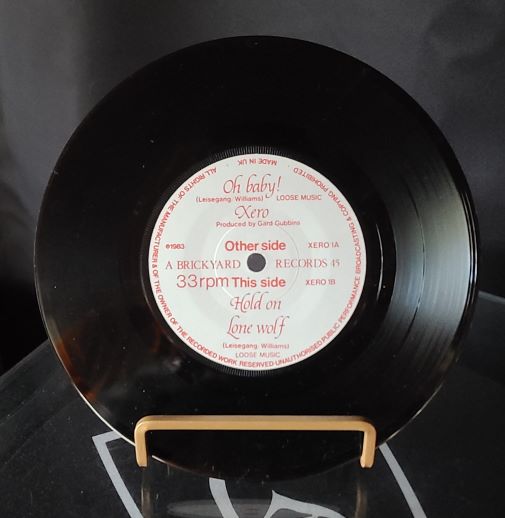 ALL RIGHTS OF THE MANUFACTURER & OF THE OWNER OF THE RECORDED WORK RESERVED·UNAUTHORISED PUBLIC PERFORMANCE BROADCASTING & COPYING PROHIBITED
MADE IN UK
Oh baby!
(Leisegang: Williams) LOOSE MUSIC
Xero
Produced by Gard Gubbins
Other side
℗1983 XERO 1A
A BRICKYARD RECORDS 45
33rpm This side XERO 1B
Hold on
Lone wolf
(Leisegang: Williams)
LOOSE MUSIC